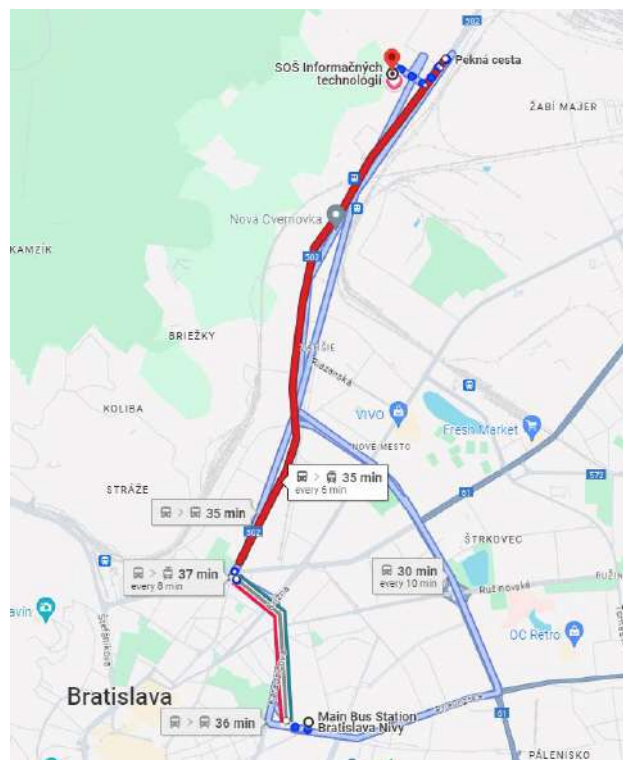 502
Pekná cesta
SOŠ Informačných
technológií
ŽABÍ MAJER
Nová Cvernovka
KAMZÍK
502
BRIEŽKY
Riazanská
KOLIBA
VIVO
Fresh Market
NOVÉ MESTO
35 min
every 6 min
STRÁŽE
61
572
35 min
502
ŠTRKOVEC
37 min
every 8 min
30 min
every 10 min
Ružinovská
OC Retro
Štefánikova
Bratislava
36 min
Main Bus Station
Bratislava Nivy
61
PÁLENISKO